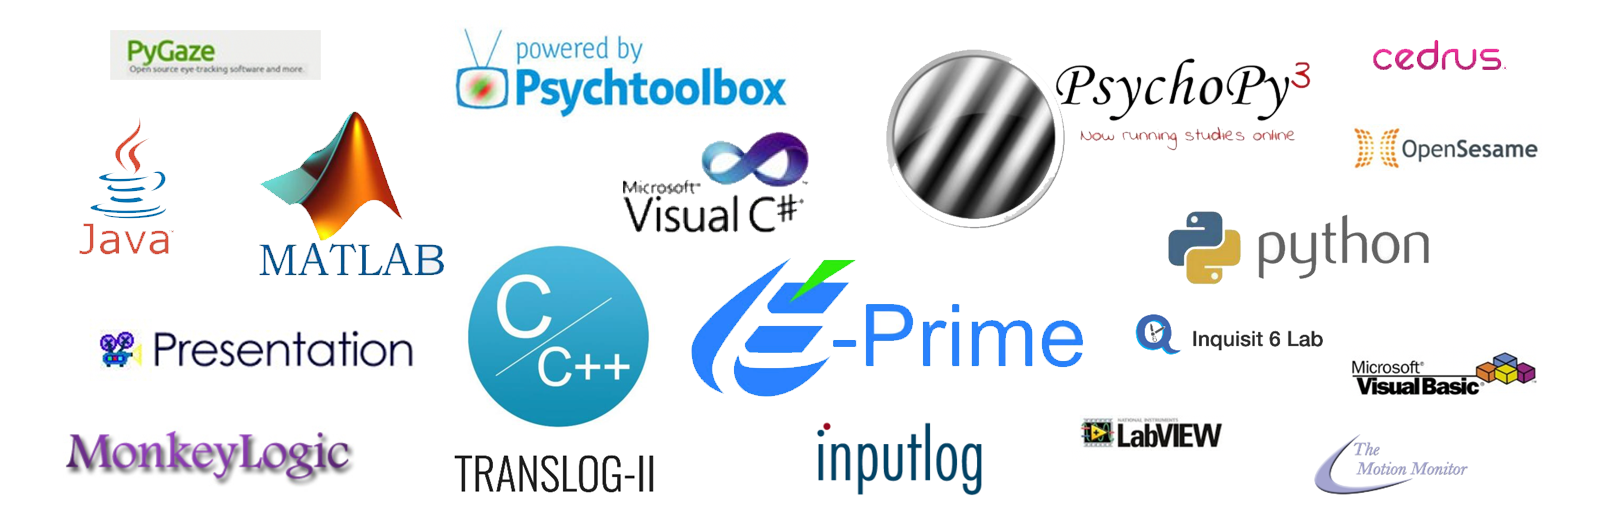 PyGaze
Open source eye-tracking software and more.
powered by
Psychtoolbox
PsychoPy3
Now running studies online
cedrus
OpenSesame
Java
MATLAB
Microsoft
Visual C#
python
C
C++
E-Prime
Presentation
Inquisit 6 Lab
Microsoft
Visual Basic
MonkeyLogic
TRANSLOG-II
inputlog
NATIONAL INSTRUMENTS
LabVIEW
The
Motion Monitor